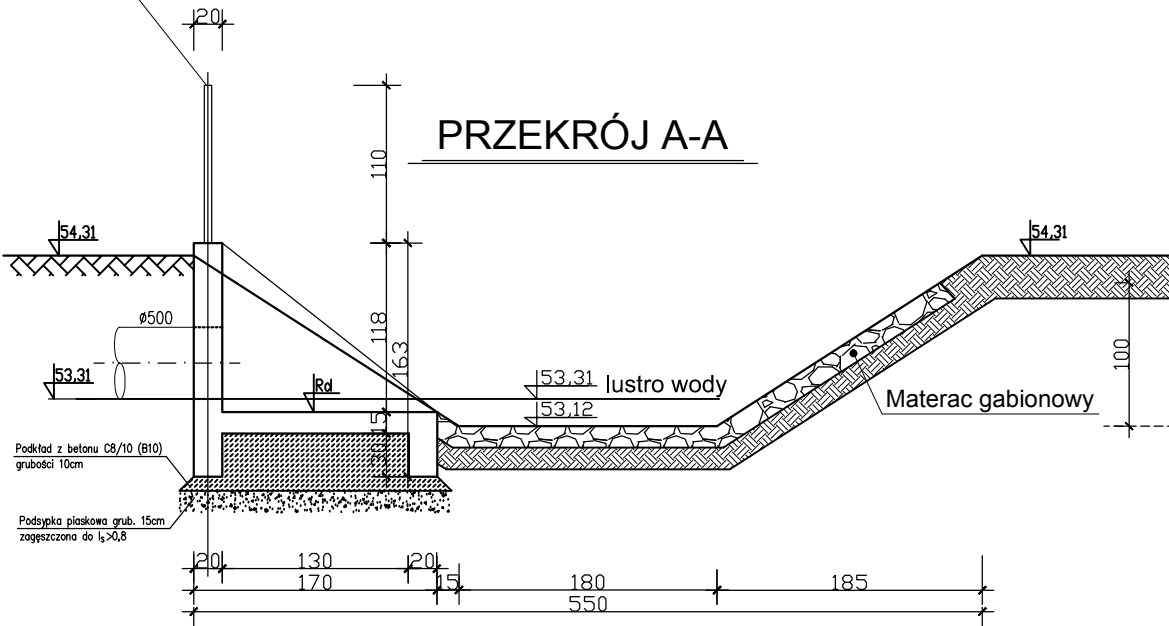 20
PRZEKRÓJ A-A
110
54,31
54,31
ø500
118
163
100
53,31
Rd
53,31 lustro wody
53,12
Materac gabionowy
15
30
Podkład z betonu C8/10 (B10)
grubości 10cm
Podsypka piaskowa grub. 15cm
zagęszczona do Is>0,8
20 130 20
170 15 180 185
550